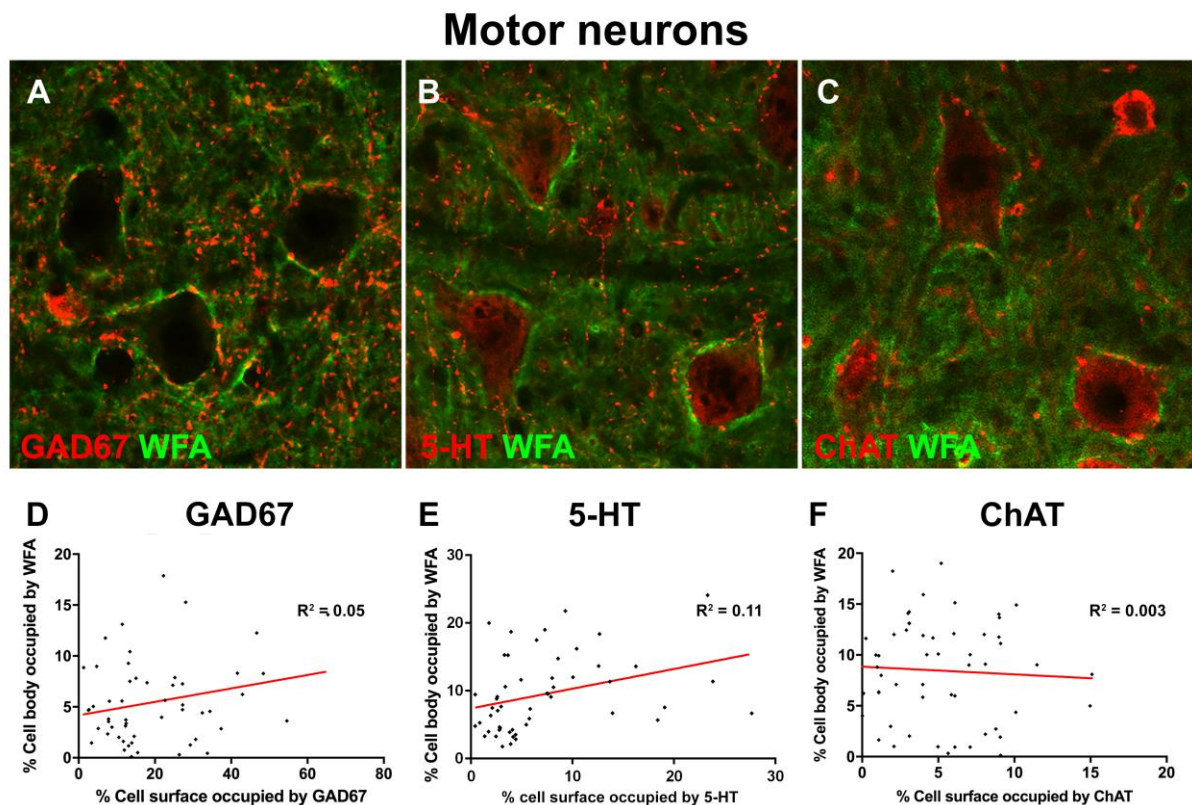 Motor neurons
A
B
C
GAD67 WFA
5-HT WFA
ChAT WFA
D
GAD67
% Cell body occupied by WFA
20
15
10
5
0
0
20
40
60
80
R² = 0.05
% Cell surface occupied by GAD67
E
5-HT
% Cell body occupied by WFA
30
20
10
0
0
10
20
30
R² = 0.11
% cell surface occupied by 5-HT
F
ChAT
% Cell body occupied by WFA
20
15
10
5
0
0
5
10
15
20
R² = 0.003
% Cell surface occupied by ChAT